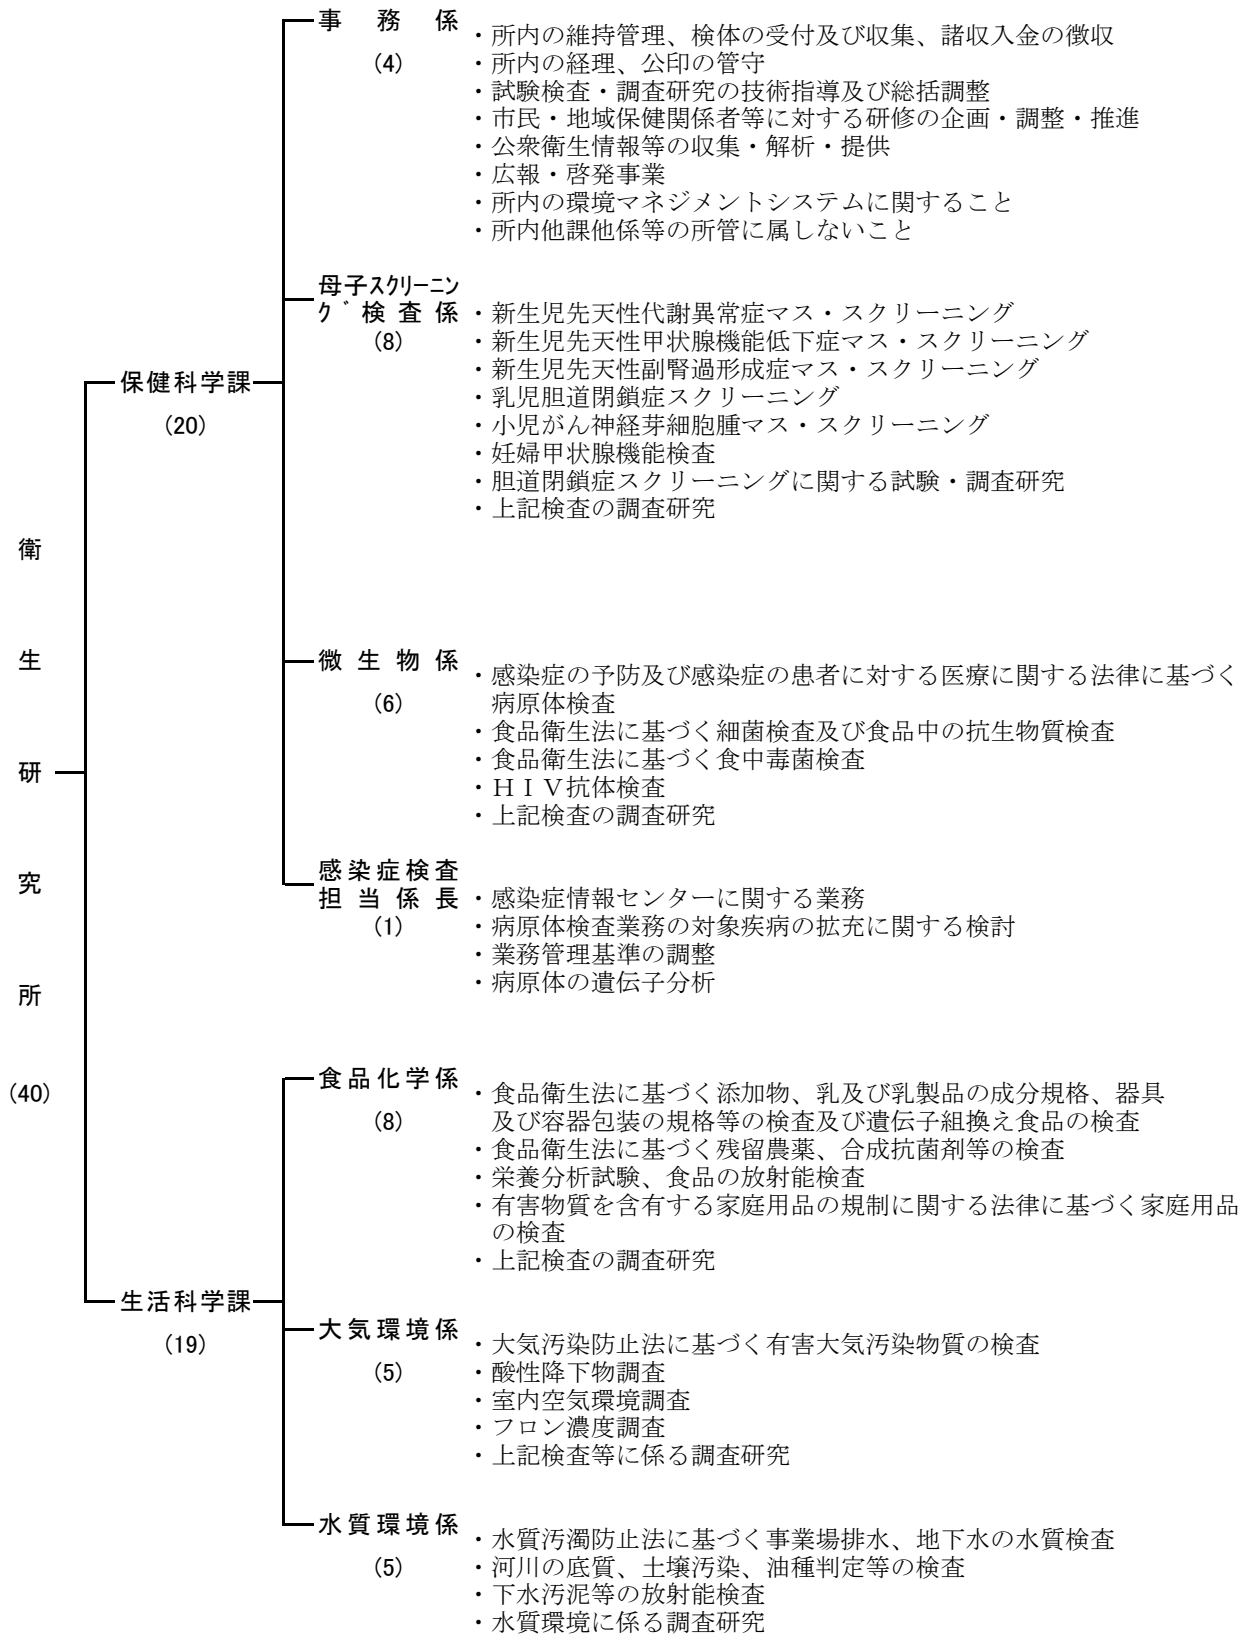 衛生研究所
(40)
保健科学課
(20)
事務係
(4)
・所内の維持管理、検体の受付及び収集、諸収入金の徴収
・所内の経理、公印の管守
・試験検査・調査研究の技術指導及び総括調整
・市民・地域保健関係者等に対する研修の企画・調整・推進
・公衆衛生情報等の収集・解析・提供
・広報・啓発事業
・所内の環境マネジメントシステムに関すること
・所内他課他係等の所管に属しないこと
母子ｽｸﾘｰﾆﾝ
ｸﾞ検査係
(8)
・新生児先天性代謝異常症マス・スクリーニング
・新生児先天性甲状腺機能低下症マス・スクリーニング
・新生児先天性副腎過形成症マス・スクリーニング
・乳児胆道閉鎖症スクリーニング
・小児がん神経芽細胞腫マス・スクリーニング
・妊婦甲状腺機能検査
・胆道閉鎖症スクリーニングに関する試験・調査研究
・上記検査の調査研究
微生物係
(6)
・感染症の予防及び感染症の患者に対する医療に関する法律に基づく
病原体検査
・食品衛生法に基づく細菌検査及び食品中の抗生物質検査
・食品衛生法に基づく食中毒菌検査
・ＨＩＶ抗体検査
・上記検査の調査研究
感染症検査
担当係長
(1)
・感染症情報センターに関する業務
・病原体検査業務の対象疾病の拡充に関する検討
・業務管理基準の調整
・病原体の遺伝子分析
生活科学課
(19)
食品化学係
(8)
・食品衛生法に基づく添加物、乳及び乳製品の成分規格、器具
及び容器包装の規格等の検査及び遺伝子組換え食品の検査
・食品衛生法に基づく残留農薬、合成抗菌剤等の検査
・栄養分析試験、食品の放射能検査
・有害物質を含有する家庭用品の規制に関する法律に基づく家庭用品
の検査
・上記検査の調査研究
大気環境係
(5)
・大気汚染防止法に基づく有害大気汚染物質の検査
・酸性降下物調査
・室内空気環境調査
・フロン濃度調査
・上記検査等に係る調査研究
水質環境係
(5)
・水質汚濁防止法に基づく事業場排水、地下水の水質検査
・河川の底質、土壌汚染、油種判定等の検査
・下水汚泥等の放射能検査
・水質環境に係る調査研究